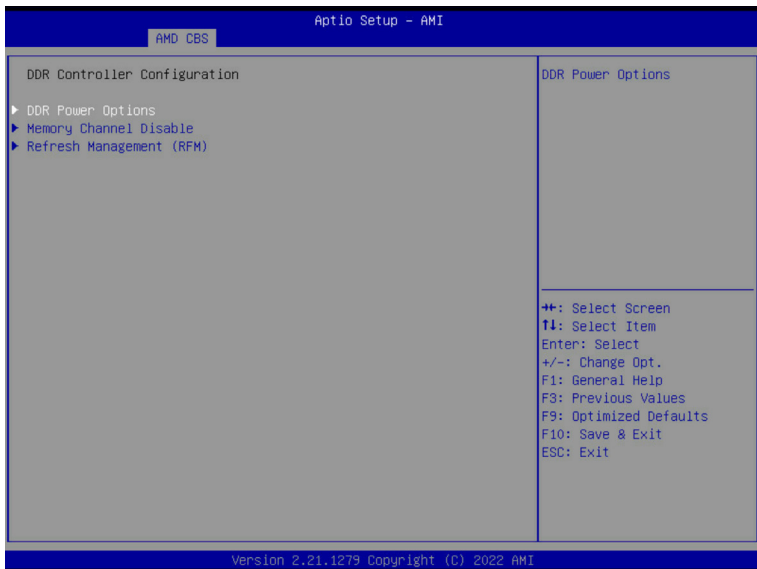 Aptio Setup – AMI
AMD CBS
DDR Controller Configuration
DDR Power Options
Memory Channel Disable
Refresh Management (RFM)
DDR Power Options
→←: Select Screen
↑↓: Select Item
Enter: Select
+/-: Change Opt.
F1: General Help
F3: Previous Values
F9: Optimized Defaults
F10: Save & Exit
ESC: Exit
Version 2.21.1279 Copyright (C) 2022 AMI